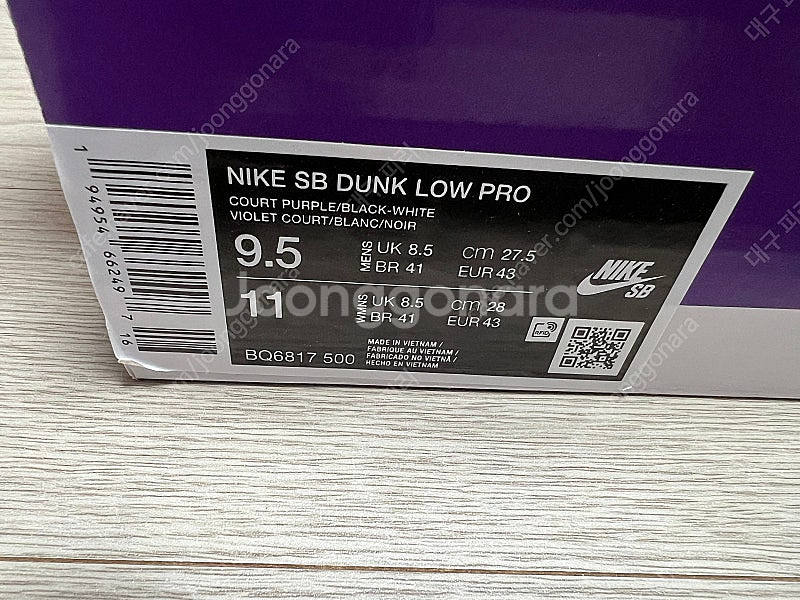 NIKE SB DUNK LOW PRO
COURT PURPLE/BLACK-WHITE
VIOLET COURT/BLANC/NOIR
9.5 MENS UK 8.5 cm 27.5
BR 41 EUR 43
11 WMNS UK 8.5 cm 28
BR 41 EUR 43
BQ6817 500
MADE IN VIETNAM /
FABRIQUE AU VIETNAM /
FABRICADO NO VIETNÃ /
HECHO EN VIETNAM
RFID
NIKE
SB
1 94954 66249 7 16
Joonggonara